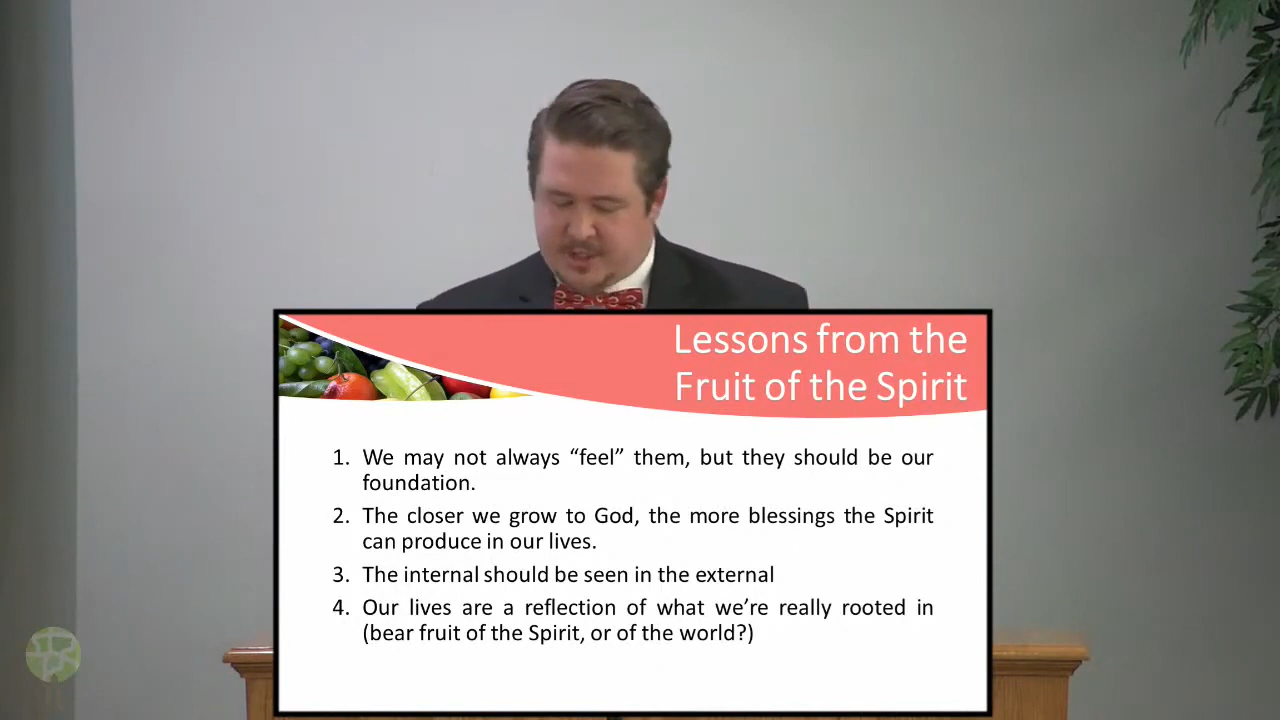 Lessons from the
Fruit of the Spirit
1. We may not always “feel” them, but they should be our
foundation.
2. The closer we grow to God, the more blessings the Spirit
can produce in our lives.
3. The internal should be seen in the external
4. Our lives are a reflection of what we’re really rooted in
(bear fruit of the Spirit, or of the world?)